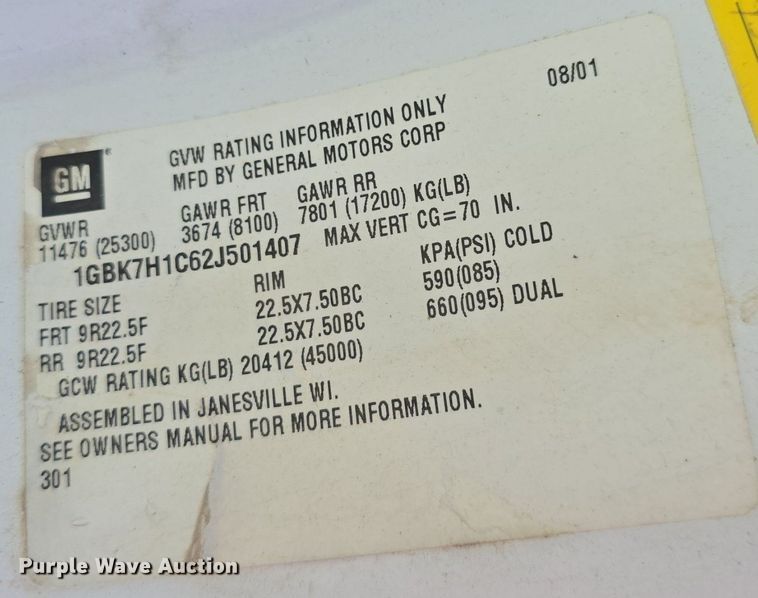 08/01
GM
GVW RATING INFORMATION ONLY
MFD BY GENERAL MOTORS CORP
GVWR GAWR FRT GAWR RR
11476 (25300) 3674 (8100) 7801 (17200) KG(LB)
1GBK7H1C62J501407 MAX VERT CG=70 IN.
TIRE SIZE RIM KPA(PSI) COLD
FRT 9R22.5F 22.5X7.50BC 590(085)
RR 9R22.5F 22.5X7.50BC 660(095) DUAL
GCW RATING KG(LB) 20412 (45000)
ASSEMBLED IN JANESVILLE WI.
SEE OWNERS MANUAL FOR MORE INFORMATION.
301
Purple Wave Auction